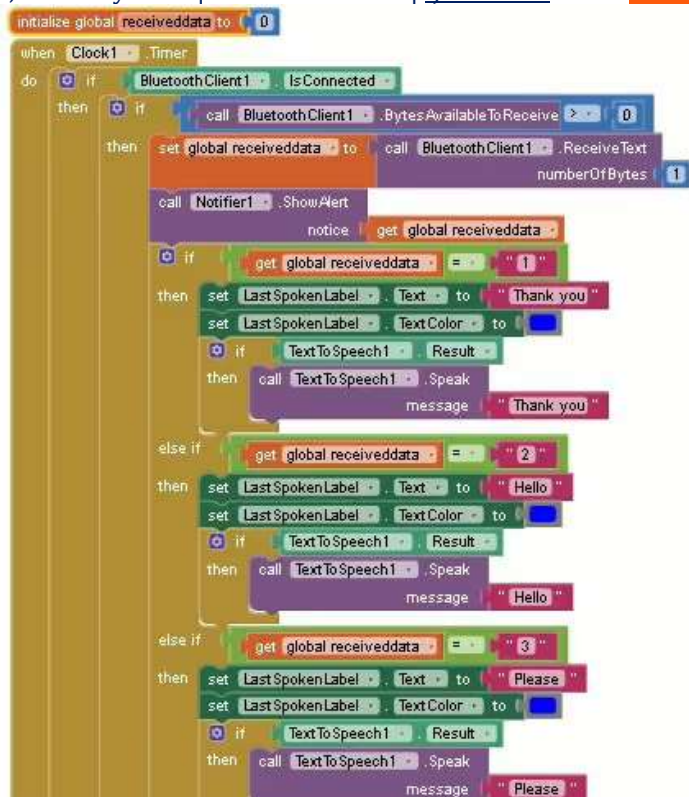 initialize global receiveddata to 0
when Clock1 .Timer
do if BluetoothClient1 . IsConnected
then if call BluetoothClient1 .BytesAvailableToReceive > 0
then set global receiveddata to call BluetoothClient1 .ReceiveText
numberOfBytes 1
call Notifier1 .ShowAlert
notice get global receiveddata
if get global receiveddata = "1"
then set LastSpokenLabel . Text to "Thank you"
set LastSpokenLabel . TextColor to
if TextToSpeech1 . Result
then call TextToSpeech1 .Speak
message "Thank you"
else if get global receiveddata = "2"
then set LastSpokenLabel . Text to "Hello"
set LastSpokenLabel . TextColor to
if TextToSpeech1 . Result
then call TextToSpeech1 .Speak
message "Hello"
else if get global receiveddata = "3"
then set LastSpokenLabel . Text to "Please"
set LastSpokenLabel . TextColor to
if TextToSpeech1 . Result
then call TextToSpeech1 .Speak
message "Please"